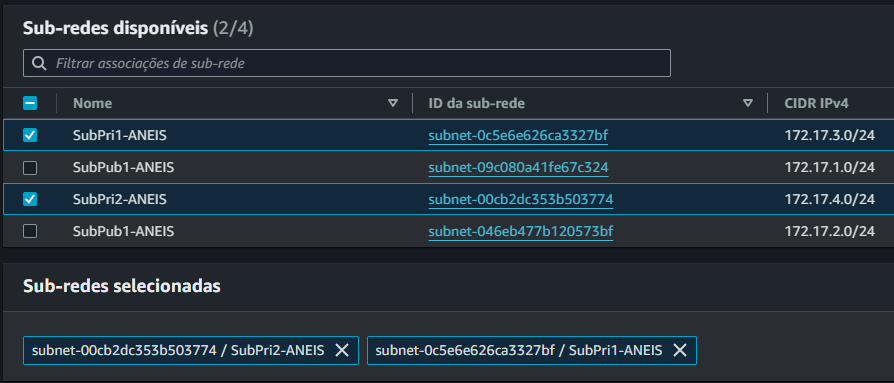 Sub-redes disponíveis (2/4)
Filtrar associações de sub-rede
Nome ID da sub-rede CIDR IPv4
SubPri1-ANEIS subnet-0c5e6e626ca3327bf 172.17.3.0/24
SubPub1-ANEIS subnet-09c080a41fe67c324 172.17.1.0/24
SubPri2-ANEIS subnet-00cb2dc353b503774 172.17.4.0/24
SubPub1-ANEIS subnet-046eb477b120573bf 172.17.2.0/24
Sub-redes selecionadas
subnet-00cb2dc353b503774 / SubPri2-ANEIS subnet-0c5e6e626ca3327bf / SubPri1-ANEIS